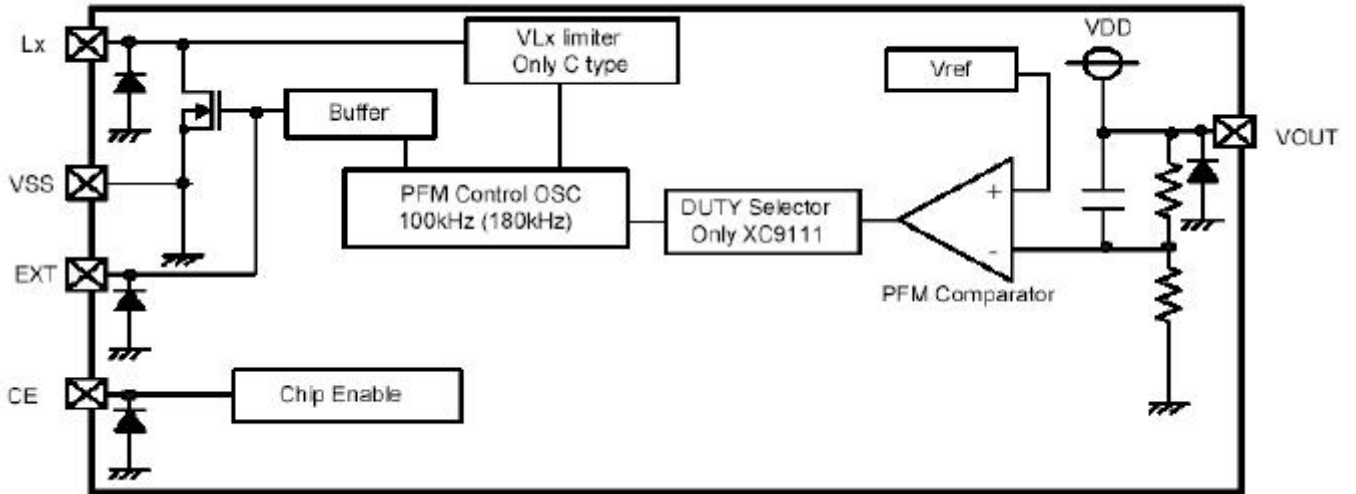 Lx
VLx limiter
Only C type
VDD
Vref
Buffer
VOUT
VSS
PFM Control OSC
100kHz (180kHz)
DUTY Selector
Only XC9111
+
-
EXT
PFM Comparator
CE
Chip Enable